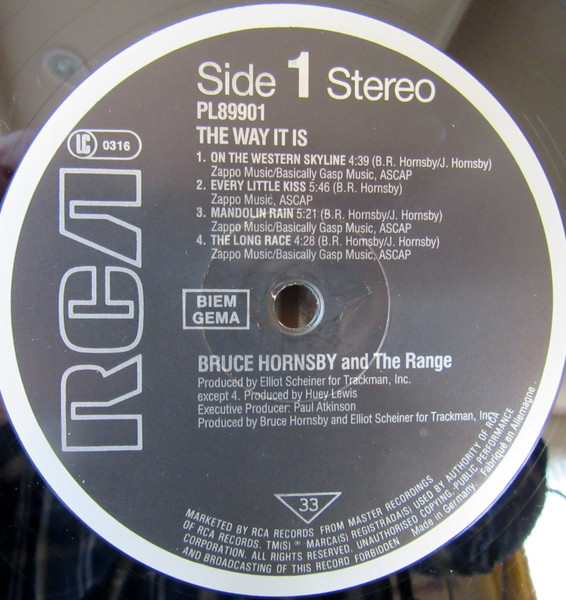 Side 1 Stereo
PL89901
THE WAY IT IS
LC 0316
1. ON THE WESTERN SKYLINE 4:39 (B.R. Hornsby/J. Hornsby)
Zappo Music/Basically Gasp Music, ASCAP
2. EVERY LITTLE KISS 5:46 (B.R. Hornsby)
Zappo Music, ASCAP
3. MANDOLIN RAIN 5:21 (B.R. Hornsby/J. Hornsby)
Zappo Music/Basically Gasp Music, ASCAP
4. THE LONG RACE 4:28 (B.R. Hornsby/J. Hornsby)
Zappo Music/Basically Gasp Music, ASCAP
RCA
BIEM
GEMA
BRUCE HORNSBY and The Range
Produced by Elliot Scheiner for Trackman, Inc.
except 4. Produced by Huey Lewis
Executive Producer: Paul Atkinson
Produced by Bruce Hornsby and Elliot Scheiner for Trackman, Inc.
33
MARKETED BY RCA RECORDS FROM MASTER RECORDINGS
OF RCA RECORDS. TM(S) ® MARCA(S) REGISTRADA(S) USED BY AUTHORITY OF RCA
CORPORATION. ALL RIGHTS RESERVED. UNAUTHORISED COPYING-PUBLIC PERFORMANCE
AND BROADCASTING OF THIS RECORD FORBIDDEN Made in Germany. Fabriqué en Allemagne.